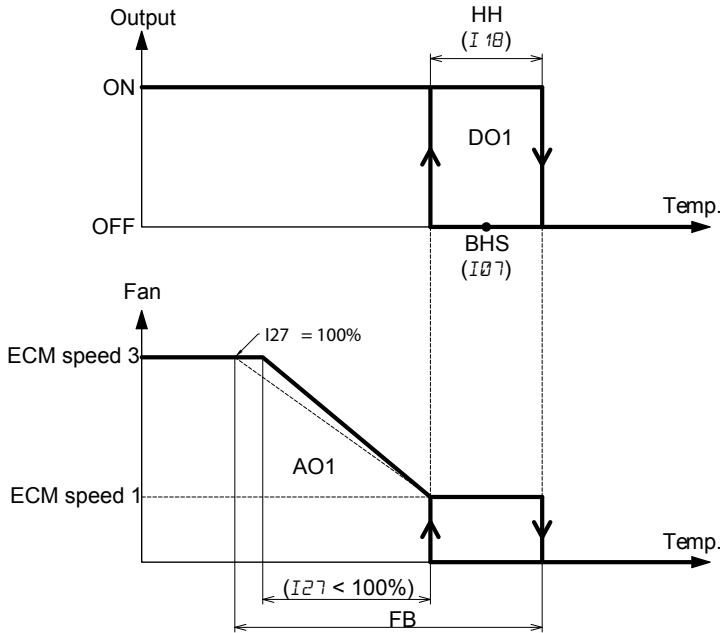 Output
HH
(I 18)
ON
DO1
OFF
Temp.
BHS
(I07)
Fan
I27 = 100%
ECM speed 3
AO1
ECM speed 1
Temp.
(I27 < 100%)
FB